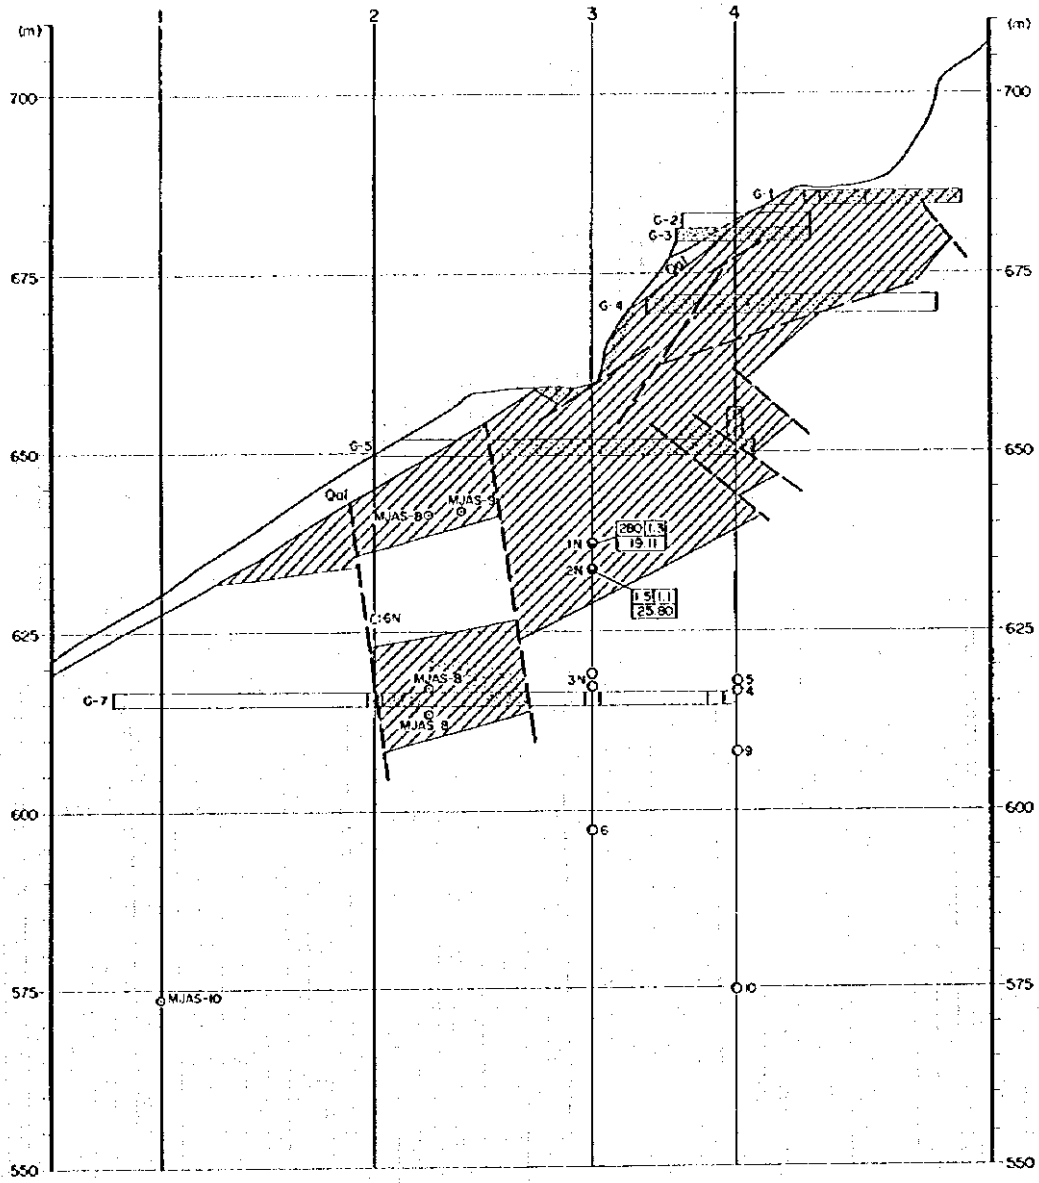 1 2 3 4
(m) (m)
700 700
G-1
G-2
G-3
Qal
675
675
G-4
G-5
650 650
Qal
MJAS-9
MJAS-8
1N
280 1.3
19.11
2N
1.5 1.1
25.80
6N
625 625
MJAS-8
3N
5
4
G-7
MJAS 8
9
600 600
6
575 MJAS-10 10 575
550 550